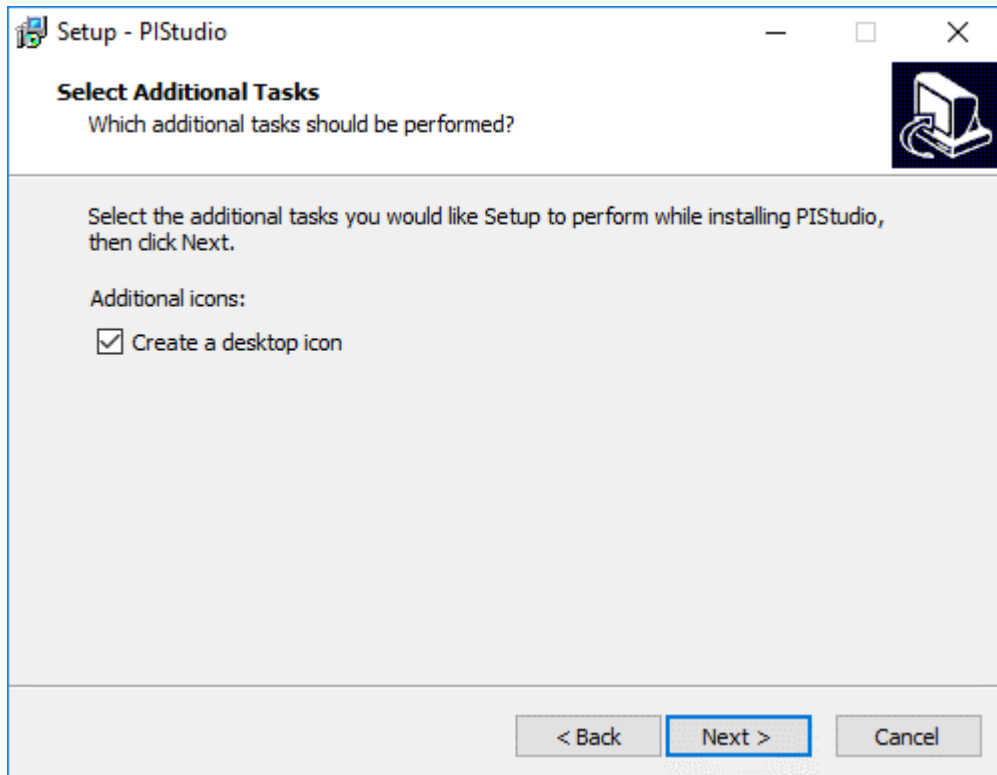 Setup - PIStudio
Select Additional Tasks
Which additional tasks should be performed?
Select the additional tasks you would like Setup to perform while installing PIStudio,
then click Next.
Additional icons:
Create a desktop icon
< Back
Next >
Cancel